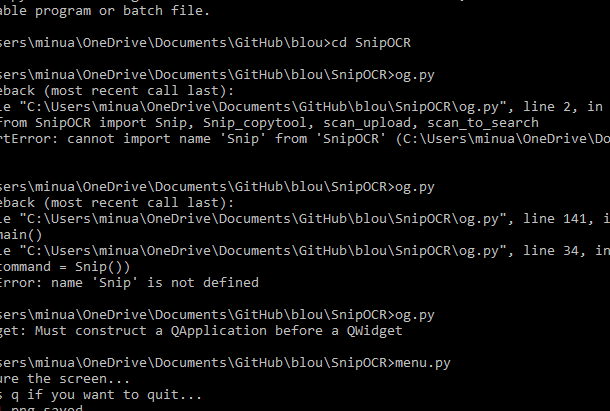 able program or batch file.
sers\minua\OneDrive\Documents\GitHub\blou>cd SnipOCR
ers\minua\OneDrive\Documents\GitHub\blou\SnipOCR>og.py
eback (most recent call last):
le "C:\Users\minua\OneDrive\Documents\GitHub\blou\SnipOCR\og.py", line 2, in
from SnipOCR import Snip, Snip_copytool, scan_upload, scan_to_search
rtError: cannot import name 'Snip' from 'SnipOCR' (C:\Users\minua\OneDrive\Do
ers\minua\OneDrive\Documents\GitHub\blou\SnipOCR>og.py
eback (most recent call last):
le "C:\Users\minua\OneDrive\Documents\GitHub\blou\SnipOCR\og.py", line 141, i
main()
le "C:\Users\minua\OneDrive\Documents\GitHub\blou\SnipOCR\og.py", line 34, in
command = Snip())
Error: name 'Snip' is not defined
ers\minua\OneDrive\Documents\GitHub\blou\SnipOCR>og.py
get: Must construct a QApplication before a QWidget
ers\minua\OneDrive\Documents\GitHub\blou\SnipOCR>menu.py
ure the screen...
s q if you want to quit...
png saved